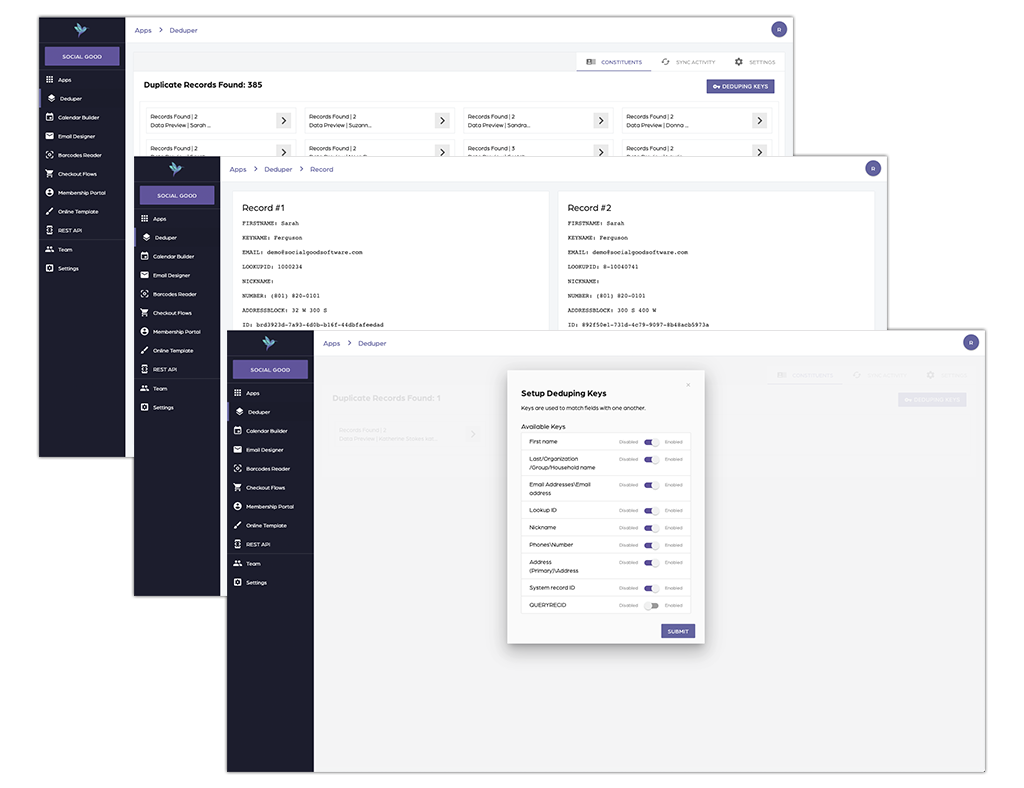 Apps > Deduper
R
SOCIAL GOOD
Apps
Deduper
Calendar Builder
Email Designer
Barcodes Reader
Checkout Flows
Membership Portal
Online Template
REST API
Team
Settings
CONSTITUENTS
SYNC ACTIVITY
SETTINGS
Duplicate Records Found: 385
DEDUPING KEYS
Records Found | 2
Data Preview | Sarah ...
Records Found | 2
Data Preview | Suzann...
Records Found | 2
Data Preview | Sandra...
Records Found | 2
Data Preview | Donna ...
Records Found | 2
Records Found | 2
Records Found | 3
Records Found | 2
Apps > Deduper > Record
R
SOCIAL GOOD
Apps
Deduper
Calendar Builder
Email Designer
Barcodes Reader
Checkout Flows
Membership Portal
Online Template
REST API
Team
Settings
Record #1
FIRSTNAME: Sarah
KEYNAME: Ferguson
EMAIL: demo@socialgoodsoftware.com
LOOKUPID: 1000234
NICKNAME:
NUMBER: (801) 820-0101
ADDRESSBLOCK: 32 W 300 S
ID: brd3923d-7a93-4d0b-b16f-44dbfafeedad
Record #2
FIRSTNAME: Sarah
KEYNAME: Ferguson
EMAIL: demo@socialgoodsoftware.com
LOOKUPID: 8-10040741
NICKNAME:
NUMBER: (801) 820-0101
ADDRESSBLOCK: 300 S 400 W
ID: 892f50e1-731d-4c79-9097-8b48acb5973a
Apps > Deduper
R
SOCIAL GOOD
Apps
Deduper
Calendar Builder
Email Designer
Barcodes Reader
Checkout Flows
Membership Portal
Online Template
REST API
Team
Settings
CONSTITUENTS
SYNC ACTIVITY
SETTINGS
Duplicate Records Found: 1
DEDUPING KEYS
Records Found | 2
×
Setup Deduping Keys
Keys are used to match fields with one another.
Available Keys
First name Disabled Enabled
Last/Organization
/Group/Household name Disabled Enabled
Email Addresses\Email
address Disabled Enabled
Lookup ID Disabled Enabled
Nickname Disabled Enabled
Phones\Number Disabled Enabled
Address
(Primary)\Address Disabled Enabled
System record ID Disabled Enabled
QUERYRECID Disabled Enabled
SUBMIT